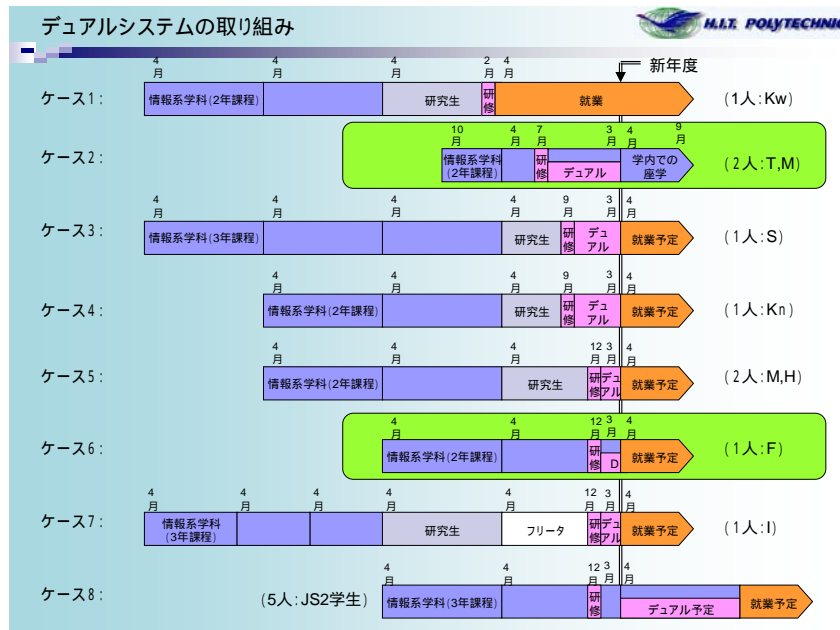 デュアルシステムの取り組み
H.I.T. POLYTECHNIC
新年度
4月 4月 4月 2月 4月
ケース1: 情報系学科(2年課程) 研究生 研修 就業 (1人:Kw)
10月 4月 7月 3月 4月 9月
ケース2: 情報系学科(2年課程) 研修 デュアル 学内での座学 (2人:T,M)
4月 4月 4月 4月 9月 3月 4月
ケース3: 情報系学科(3年課程) 研究生 研修 デュアル 就業予定 (1人:S)
4月 4月 4月 9月 3月 4月
ケース4: 情報系学科(2年課程) 研究生 研修 デュアル 就業予定 (1人:Kn)
4月 4月 4月 12月 3月 4月
ケース5: 情報系学科(2年課程) 研究生 研修 デュアル 就業予定 (2人:M,H)
4月 4月 12月 3月 4月
ケース6: 情報系学科(2年課程) 研修 D 就業予定 (1人:F)
4月 4月 4月 4月 4月 12月 3月 4月
ケース7: 情報系学科(3年課程) 研究生 フリータ 研修 デュアル 就業予定 (1人:I)
4月 4月 12月 3月 4月
ケース8: (5人:JS2学生) 情報系学科(3年課程) 研修 デュアル予定 就業予定